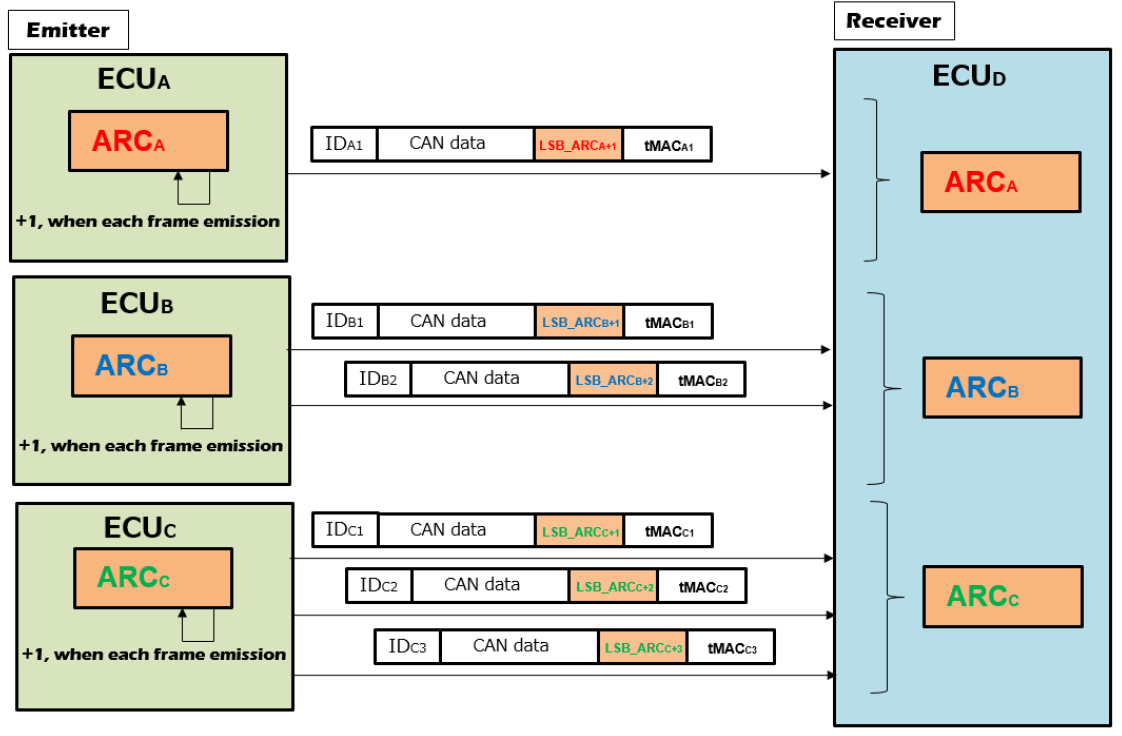 Emitter
Receiver
ECUA
ARCA
+1, when each frame emission
IDA1 CAN data LSB_ARCA+1 tMACA1
ECUD
ARCA
ECUB
ARCB
+1, when each frame emission
IDB1 CAN data LSB_ARCB+1 tMACB1
IDB2 CAN data LSB_ARCB+2 tMACB2
ARCB
ECUC
ARCC
+1, when each frame emission
IDC1 CAN data LSB_ARCC+1 tMACC1
IDC2 CAN data LSB_ARCC+2 tMACC2
IDC3 CAN data LSB_ARCC+3 tMACC3
ARCC